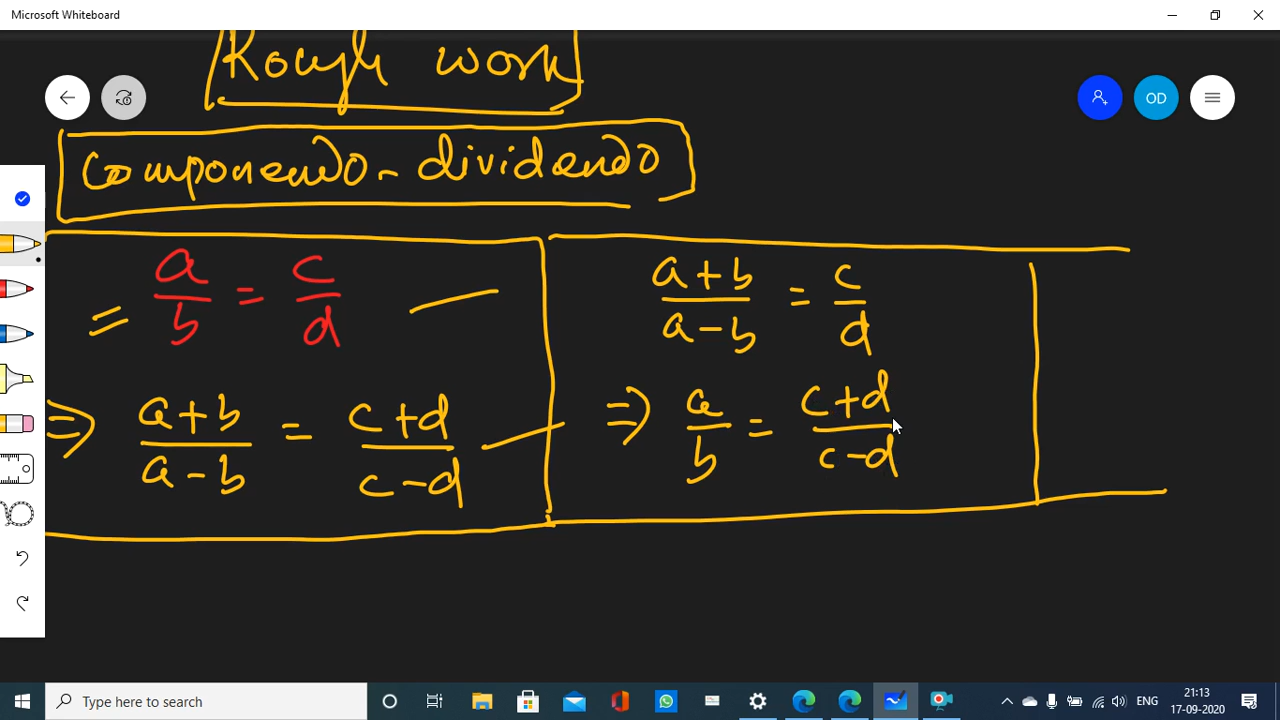 Microsoft Whiteboard
Rough work
OD
Componendo - dividendo
= a/b = c/d
⇒ a+b/a-b = c+d/c-d
a+b/a-b = c/d
⇒ a/b = c+d/c-d
Type here to search
ENG
21:13
17-09-2020